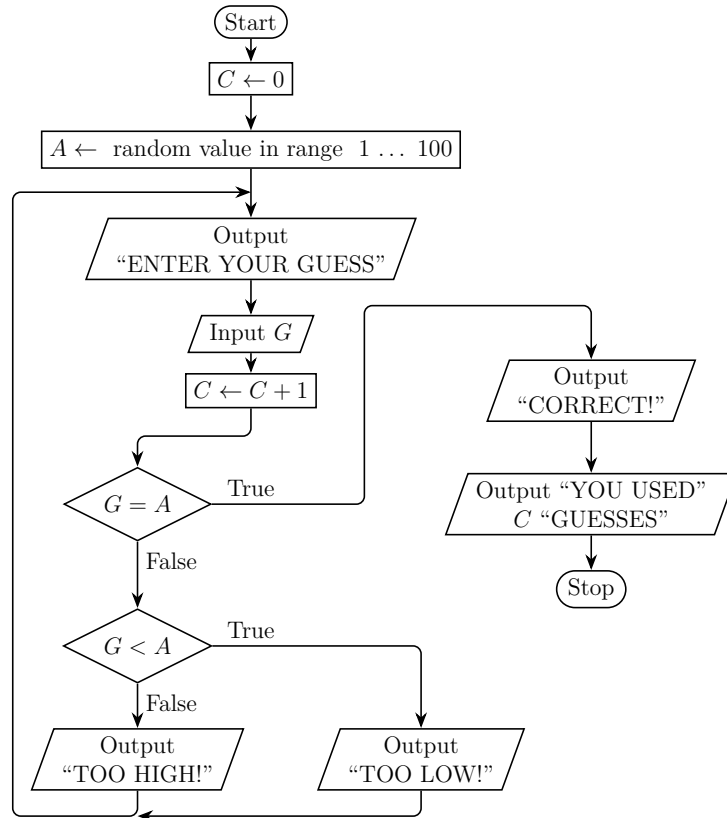 Start
C ← 0
A ← random value in range 1 … 100
Output
“ENTER YOUR GUESS”
Input G
C ← C + 1
G = A
True
False
G < A
True
False
Output
“TOO HIGH!”
Output
“TOO LOW!”
Output
“CORRECT!”
Output “YOU USED”
C “GUESSES”
Stop